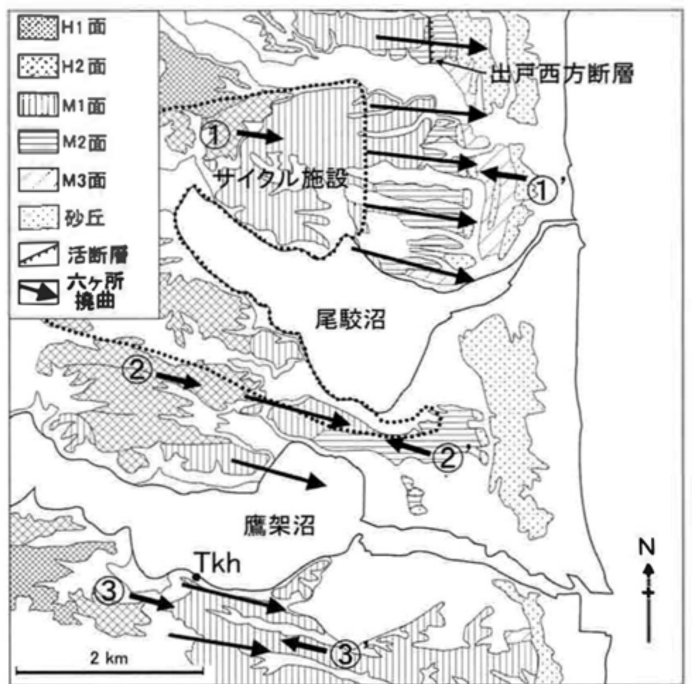 H1面
H2面
M1面
M2面
M3面
砂丘
活断層
六ヶ所
撓曲
出戸西方断層
①
サイクル施設
①'
尾駮沼
②
②'
鷹架沼
Tkh
③
③'
N
2 km